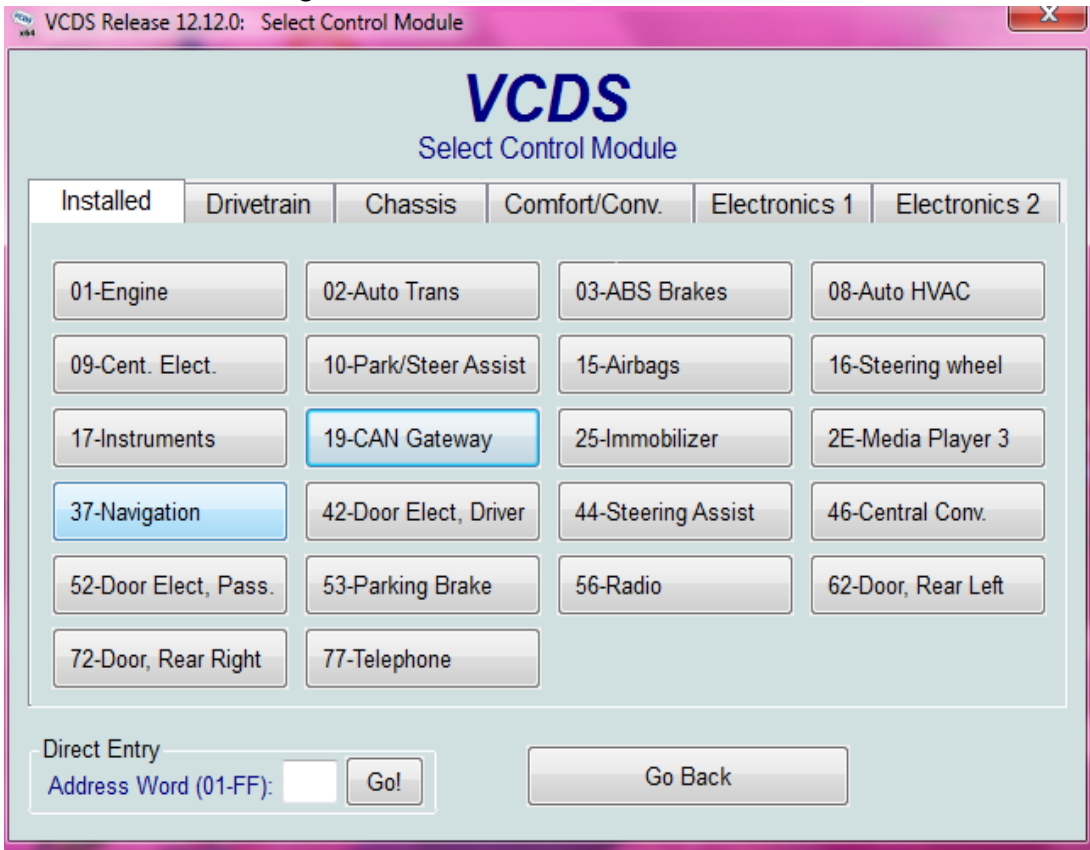 VCDS Release 12.12.0: Select Control Module
VCDS
Select Control Module
Installed Drivetrain Chassis Comfort/Conv. Electronics 1 Electronics 2
01-Engine 02-Auto Trans 03-ABS Brakes 08-Auto HVAC
09-Cent. Elect. 10-Park/Steer Assist 15-Airbags 16-Steering wheel
17-Instruments 19-CAN Gateway 25-Immobilizer 2E-Media Player 3
37-Navigation 42-Door Elect, Driver 44-Steering Assist 46-Central Conv.
52-Door Elect, Pass. 53-Parking Brake 56-Radio 62-Door, Rear Left
72-Door, Rear Right 77-Telephone
Direct Entry
Address Word (01-FF): Go! Go Back